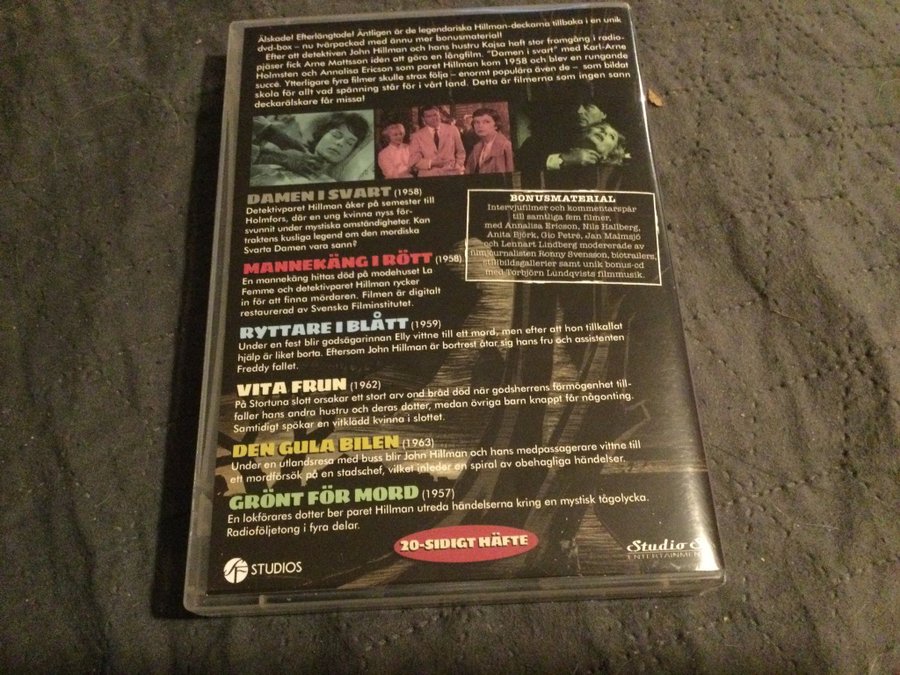 Älskade! Efterlängtade! Äntligen är de legendariska Hillman-deckarna tillbaka i en unik
dvd-box – nu tvärpackad med ännu mer bonusmaterial!
Efter att detektiven John Hillman och hans hustru Kajsa haft stor framgång i radio-
pjäser fick Arne Mattsson idén att göra en långfilm. "Damen i svart" med Karl-Arne
Holmsten och Annalisa Ericson som paret Hillman kom 1958 och blev en rungande
succé. Ytterligare fyra filmer skulle strax följa – enormt populära även de – som bildat
skola för allt vad spänning står för i vårt land. Detta är filmerna som ingen sann
deckarälskare får missa!
DAMEN I SVART (1958)
Detektivparet Hillman åker på semester till
Holmfors, där en ung kvinna nyss för-
svunnit under mystiska omständigheter. Kan
traktens kusliga legend om den mordiska
Svarta Damen vara sann?
MANNEKÄNG I RÖTT (1958)
En mannekäng hittas död på modehuset La
Femme och detektivparet Hillman rycker
in för att finna mördaren. Filmen är digitalt
restaurerad av Svenska Filminstitutet.
BONUSMATERIAL
Intervjufilmer och kommentarspår
till samtliga fem filmer,
med Annalisa Ericson, Nils Hallberg,
Anita Björk, Gio Petré, Jan Malmsjö
och Lennart Lindberg modererade av
filmjournalisten Ronny Svensson, biotrailers,
stillbildsgallerier samt unik bonus-cd
med Torbjörn Lundqvists filmmusik.
RYTTARE I BLÅTT (1959)
Under en fest blir godsägarinnan Elly vittne till ett mord, men efter att hon tillkallat
hjälp är liket borta. Eftersom John Hillman är bortrest åtar sig hans fru och assistenten
Freddy fallet.
VITA FRUN (1962)
På Stortuna slott orsakar ett stort arv ond bråd död när godsherrens förmögenhet till-
faller hans andra hustru och deras dotter, medan övriga barn knappt får någonting.
Samtidigt spökar en vitklädd kvinna i slottet.
DEN GULA BILEN (1963)
Under en utlandsresa med buss blir John Hillman och hans medpassagerare vittne till
ett mordförsök på en stadschef, vilket inleder en spiral av obehagliga händelser.
GRÖNT FÖR MORD (1957)
En lokförares dotter ber paret Hillman utreda händelserna kring en mystisk tågolycka.
Radioföljetong i fyra delar.
20-SIDIGT HÄFTE
SF STUDIOS
Studio S
ENTERTAINMENT